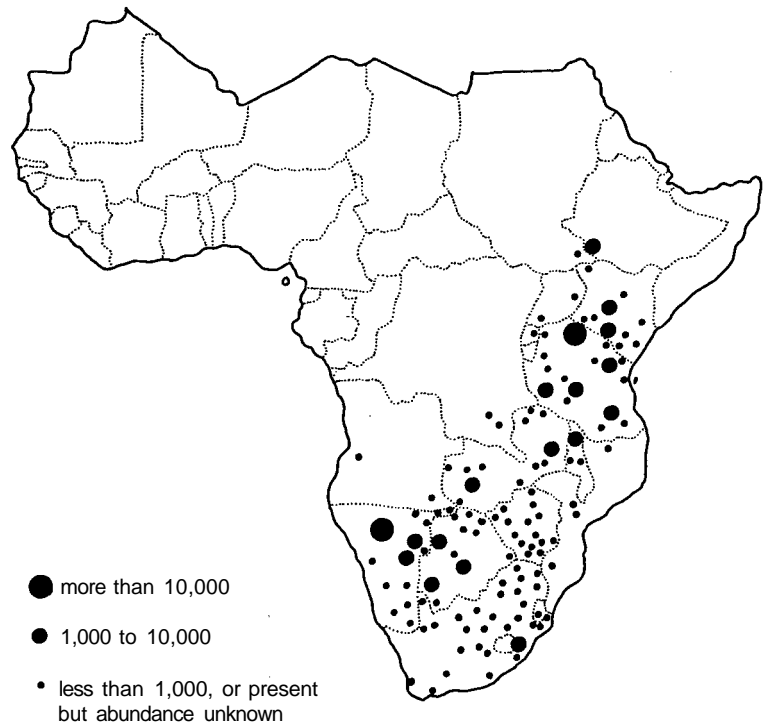 more than 10,000
1,000 to 10,000
less than 1,000, or present
but abundance unknown